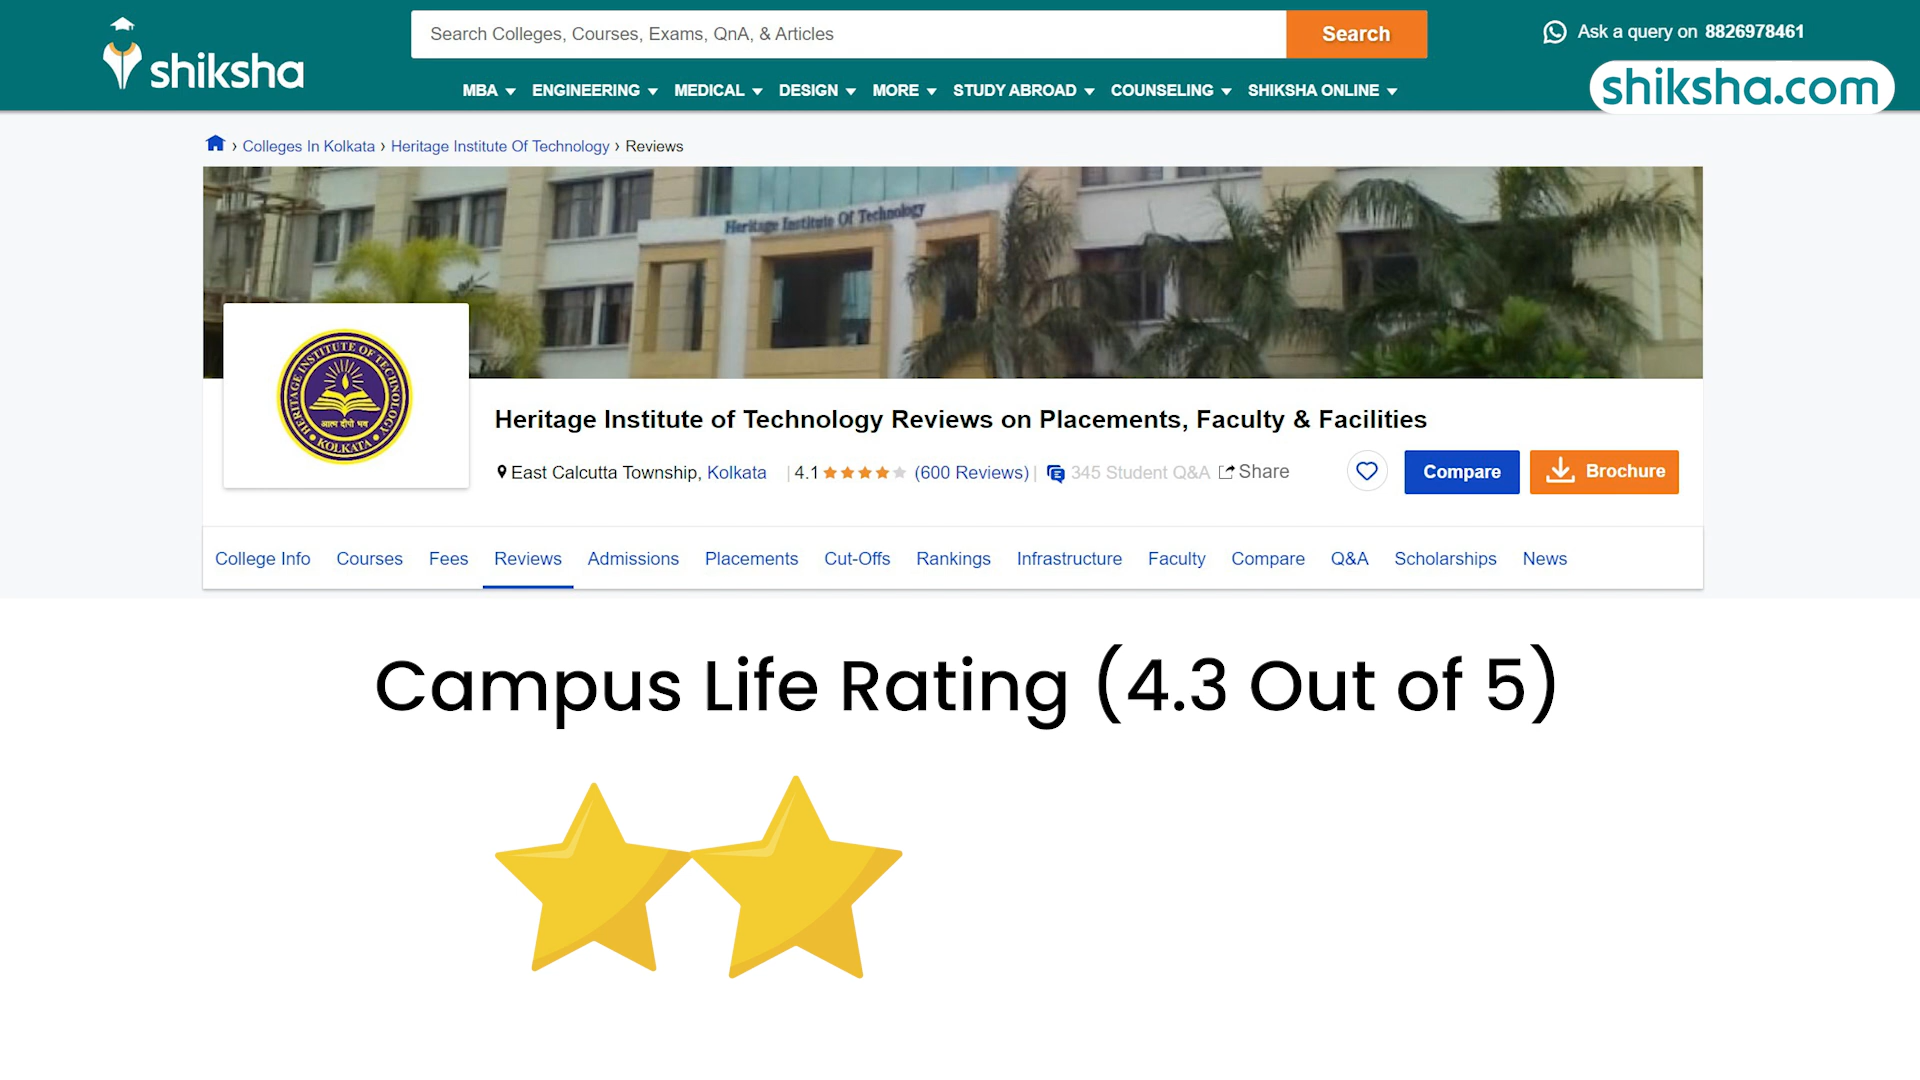 shiksha
Search Colleges, Courses, Exams, QnA, & Articles
Search
Ask a query on 8826978461
shiksha.com
MBA ENGINEERING MEDICAL DESIGN MORE STUDY ABROAD COUNSELING SHIKSHA ONLINE
› Colleges In Kolkata › Heritage Institute Of Technology › Reviews
Heritage Institute Of Technology
HERITAGE INSTITUTE OF TECHNOLOGY
आत्म दीपो भव
KOLKATA
Heritage Institute of Technology Reviews on Placements, Faculty & Facilities
East Calcutta Township, Kolkata | 4.1 (600 Reviews) | 345 Student Q&A Share
Compare
Brochure
College Info Courses Fees Reviews Admissions Placements Cut-Offs Rankings Infrastructure Faculty Compare Q&A Scholarships News
Campus Life Rating (4.3 Out of 5)